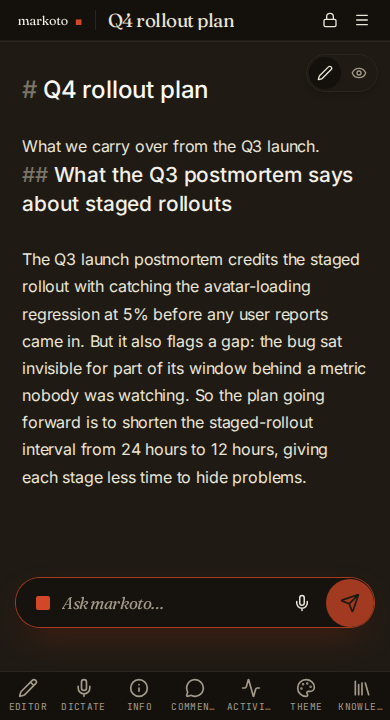 markoto
Q4 rollout plan
# Q4 rollout plan
What we carry over from the Q3 launch.
## What the Q3 postmortem says
about staged rollouts
The Q3 launch postmortem credits the staged
rollout with catching the avatar-loading
regression at 5% before any user reports
came in. But it also flags a gap: the bug sat
invisible for part of its window behind a metric
nobody was watching. So the plan going
forward is to shorten the staged-rollout
interval from 24 hours to 12 hours, giving
each stage less time to hide problems.
Ask markoto...
EDITOR DICTATE INFO COMMEN… ACTIVI… THEME KNOWLE…